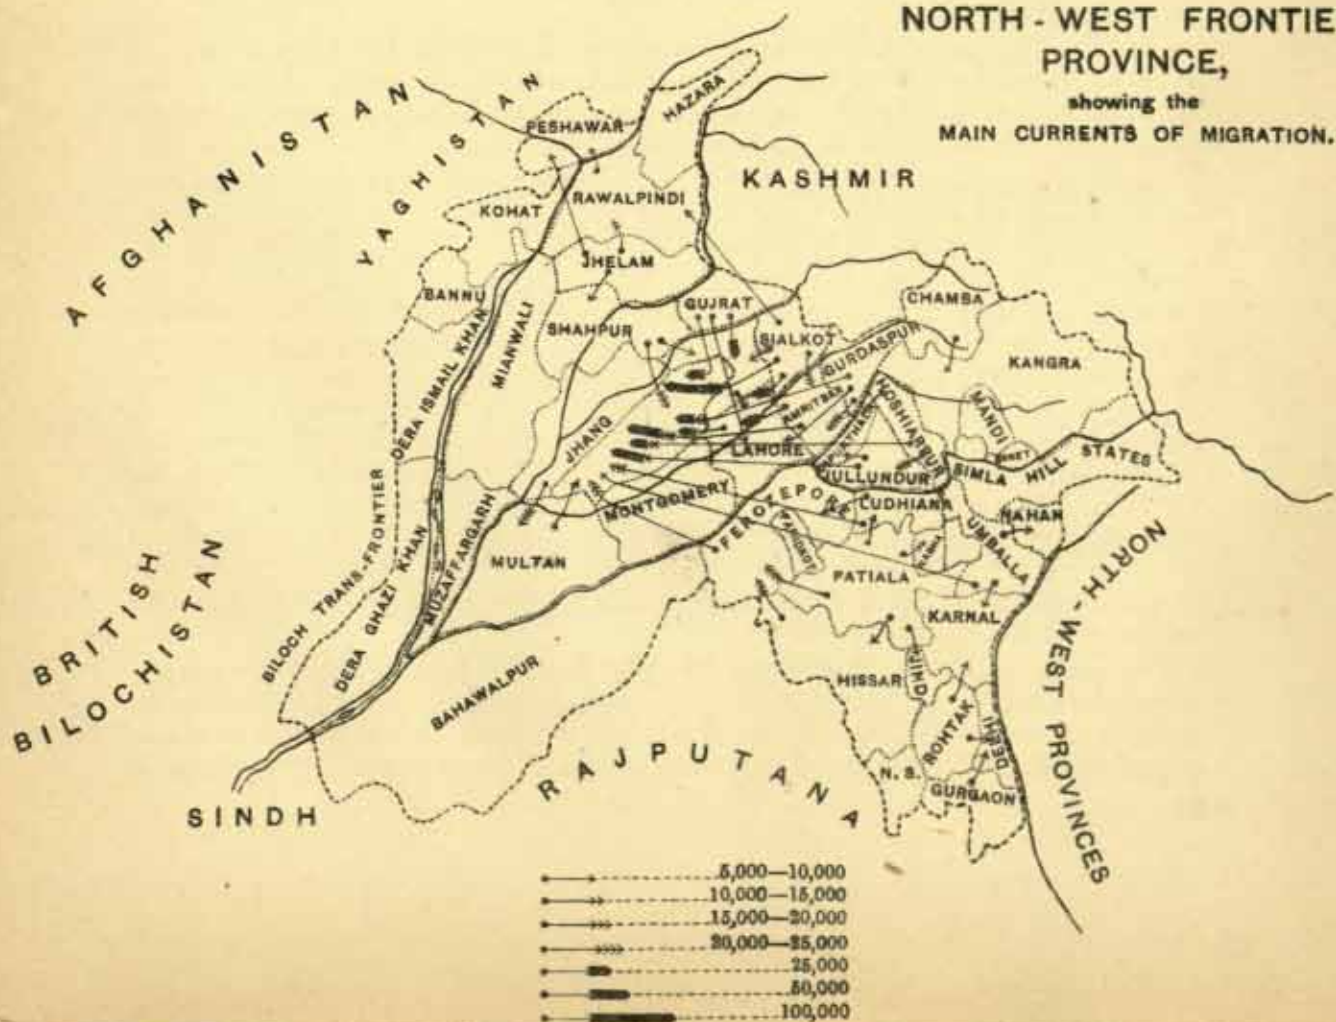 NORTH - WEST FRONTIE
PROVINCE,
showing the
MAIN CURRENTS OF MIGRATION.
AFGHANISTAN
YAGHISTAN
PESHAWAR
HAZARA
KASHMIR
KOHAT
RAWALPINDI
JHELAM
BANNU
GUJRAT
CHAMBA
SHAHPUR
SIALKOT
GURDASPUR
KANGRA
DERA ISMAIL KHAN
MIANWALI
AMRITSAR
HOSHIARPUR
MANDI
JHANG
LAHORE
SIMLA HILL STATES
JULLUNDUR
MONTGOMERY
FEROZEPORE
LUDHIANA
NAHAN
UMBALLA
FARIDKOT
MULTAN
MUZAFFARGARH
PATIALA
KARNAL
BILOCH TRANS-FRONTIER
DERA GHAZI KHAN
BRITISH
BILOCHISTAN
BAHAWALPUR
HISSAR
JIND
ROHTAK
DELHI
N. S.
GURGAON
NORTH-WEST PROVINCES
RAJPUTANA
SINDH
5,000—10,000
10,000—15,000
15,000—20,000
20,000—25,000
25,000
50,000
100,000